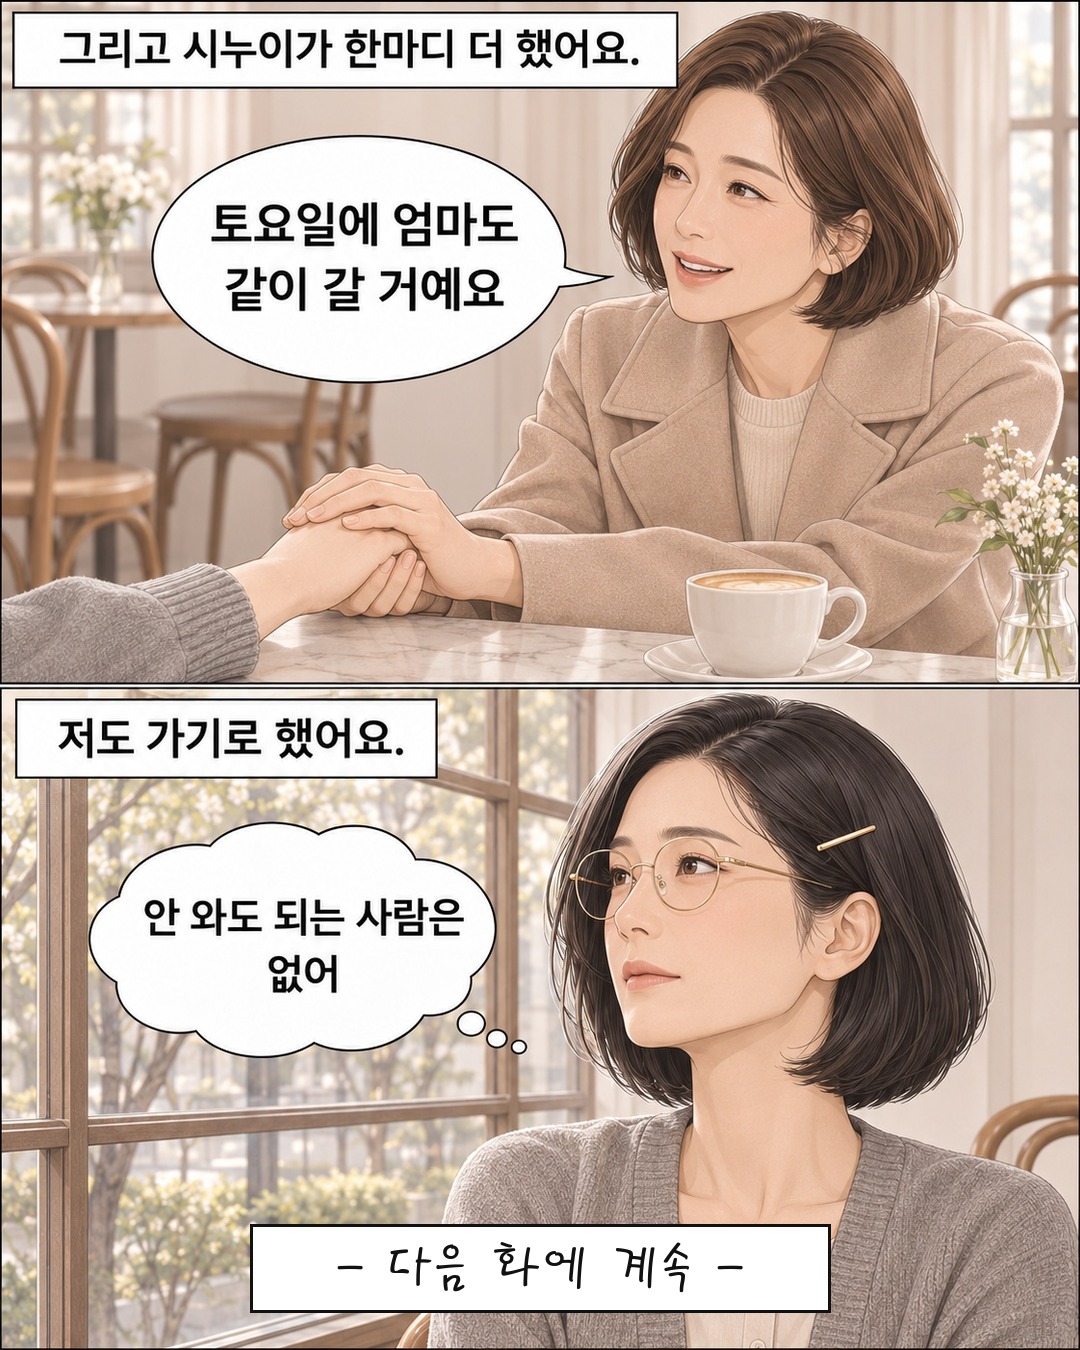 그리고 시누이가 한마디 더 했어요.
토요일에 엄마도
같이 갈 거예요
저도 가기로 했어요.
안 와도 되는 사람은
없어
- 다음 화에 계속 -